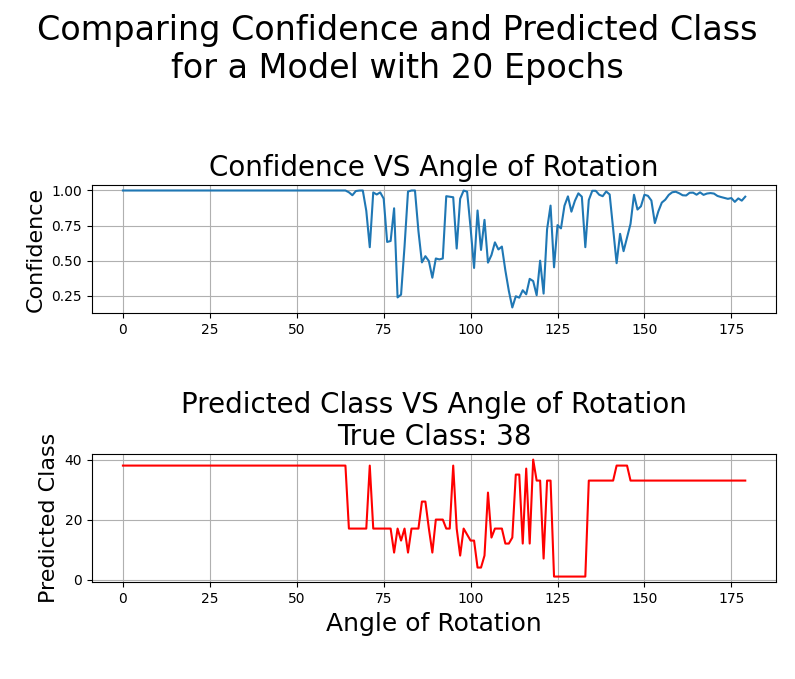 Comparing Confidence and Predicted Class
for a Model with 20 Epochs
Confidence VS Angle of Rotation
Confidence
1.00
0.75
0.50
0.25
0 25 50 75 100 125 150 175
Predicted Class VS Angle of Rotation
True Class: 38
Predicted Class
40
20
0
0 25 50 75 100 125 150 175
Angle of Rotation